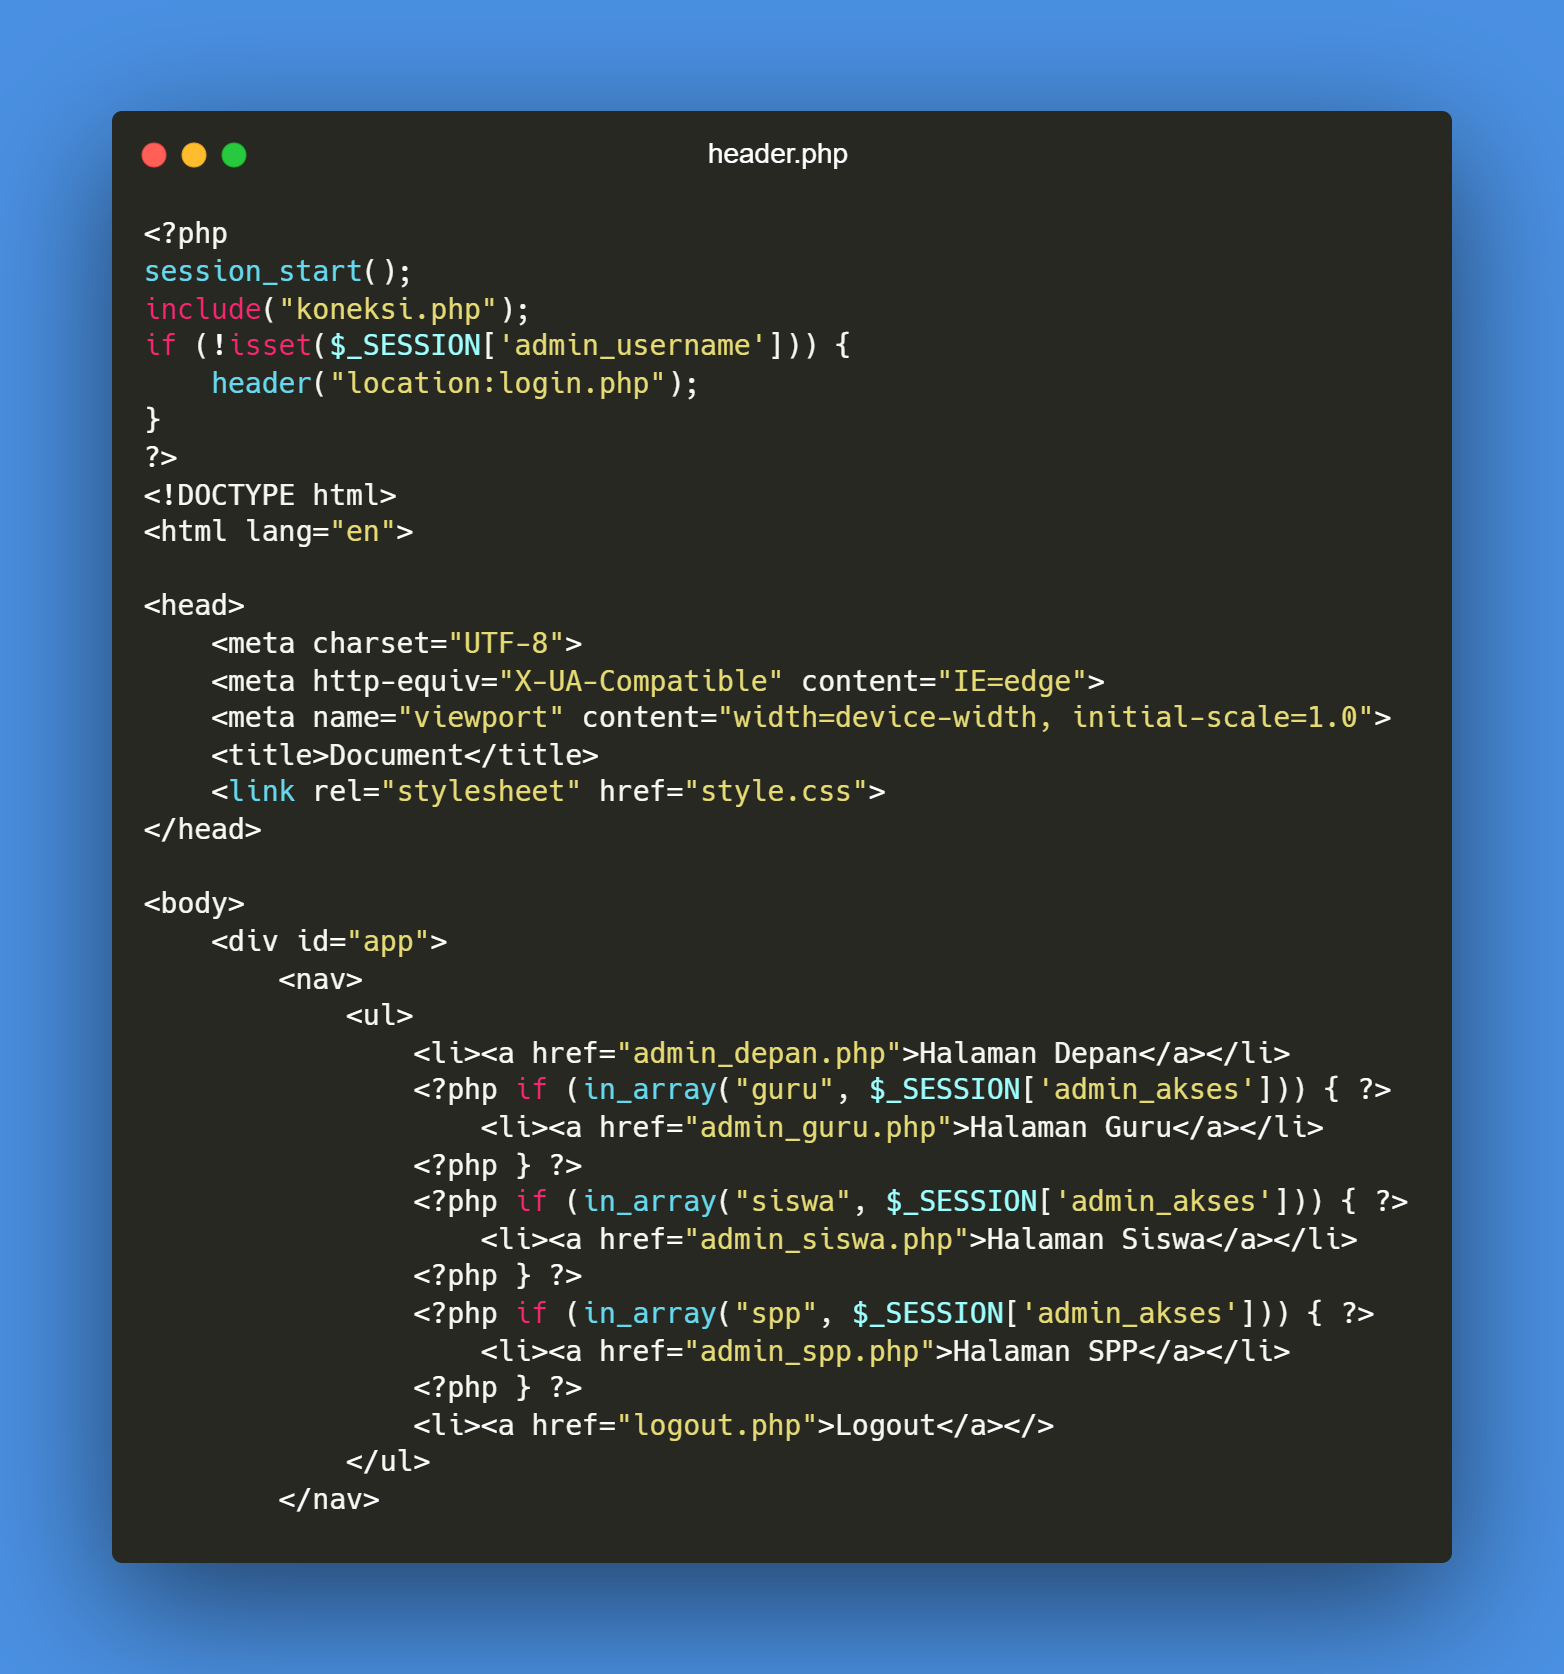 header.php
<?php
session_start();
include("koneksi.php");
if (!isset($_SESSION['admin_username'])) {
    header("location:login.php");
}
?>
<!DOCTYPE html>
<html lang="en">

<head>
    <meta charset="UTF-8">
    <meta http-equiv="X-UA-Compatible" content="IE=edge">
    <meta name="viewport" content="width=device-width, initial-scale=1.0">
    <title>Document</title>
    <link rel="stylesheet" href="style.css">
</head>

<body>
    <div id="app">
        <nav>
            <ul>
                <li><a href="admin_depan.php">Halaman Depan</a></li>
                <?php if (in_array("guru", $_SESSION['admin_akses'])) { ?>
                    <li><a href="admin_guru.php">Halaman Guru</a></li>
                <?php } ?>
                <?php if (in_array("siswa", $_SESSION['admin_akses'])) { ?>
                    <li><a href="admin_siswa.php">Halaman Siswa</a></li>
                <?php } ?>
                <?php if (in_array("spp", $_SESSION['admin_akses'])) { ?>
                    <li><a href="admin_spp.php">Halaman SPP</a></li>
                <?php } ?>
                <li><a href="logout.php">Logout</a></>
            </ul>
        </nav>